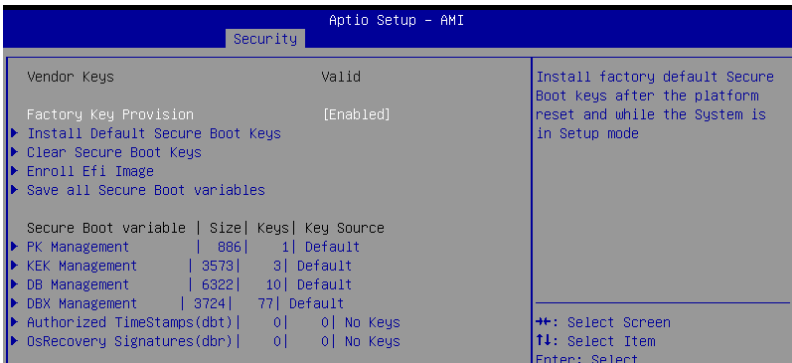 Aptio Setup - AMI
Security
Vendor Keys Valid
Factory Key Provision [Enabled]
Install Default Secure Boot Keys
Clear Secure Boot Keys
Enroll Efi Image
Save all Secure Boot variables
Secure Boot variable | Size| Keys| Key Source
PK Management | 886| 1| Default
KEK Management | 3573| 3| Default
DB Management | 6322| 10| Default
DBX Management | 3724| 77| Default
Authorized TimeStamps(dbt)| 0| 0| No Keys
OsRecovery Signatures(dbr)| 0| 0| No Keys
Install factory default Secure
Boot keys after the platform
reset and while the System is
in Setup mode
→←: Select Screen
↑↓: Select Item
Enter: Select